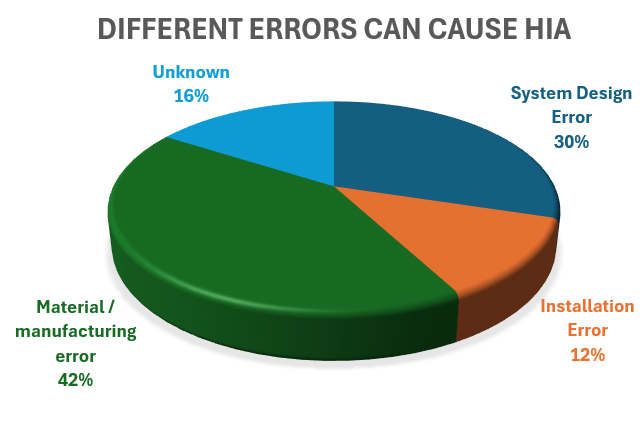 DIFFERENT ERRORS CAN CAUSE HIA
Unknown
16%
System Design
Error
30%
Material /
manufacturing
error
42%
Installation
Error
12%